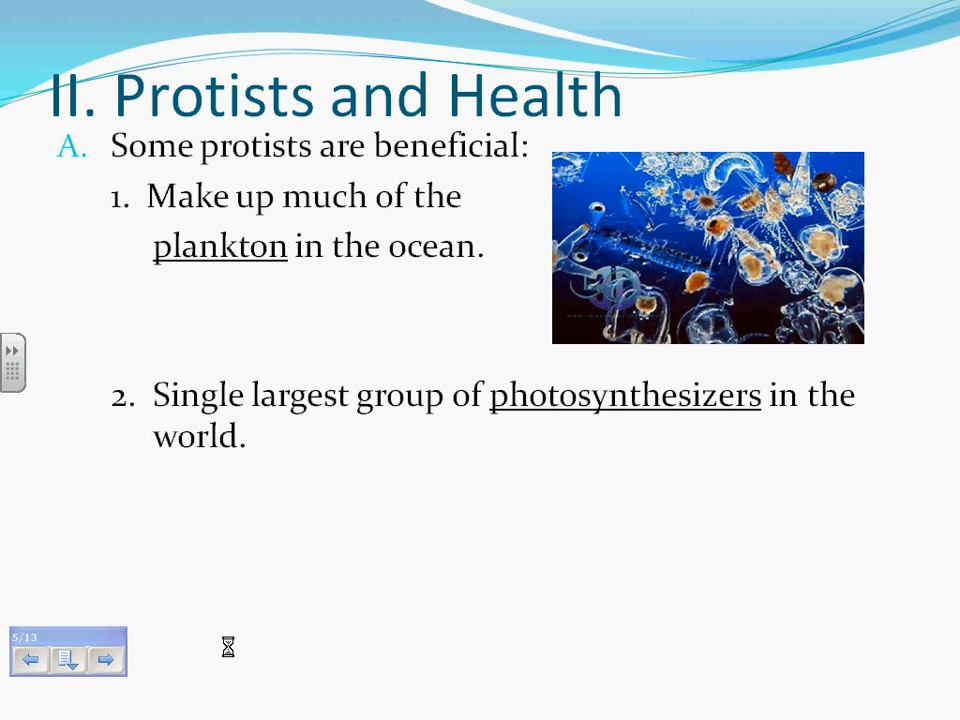 II. Protists and Health
A. Some protists are beneficial:
1. Make up much of the
plankton in the ocean.
2. Single largest group of photosynthesizers in the
world.
5/13